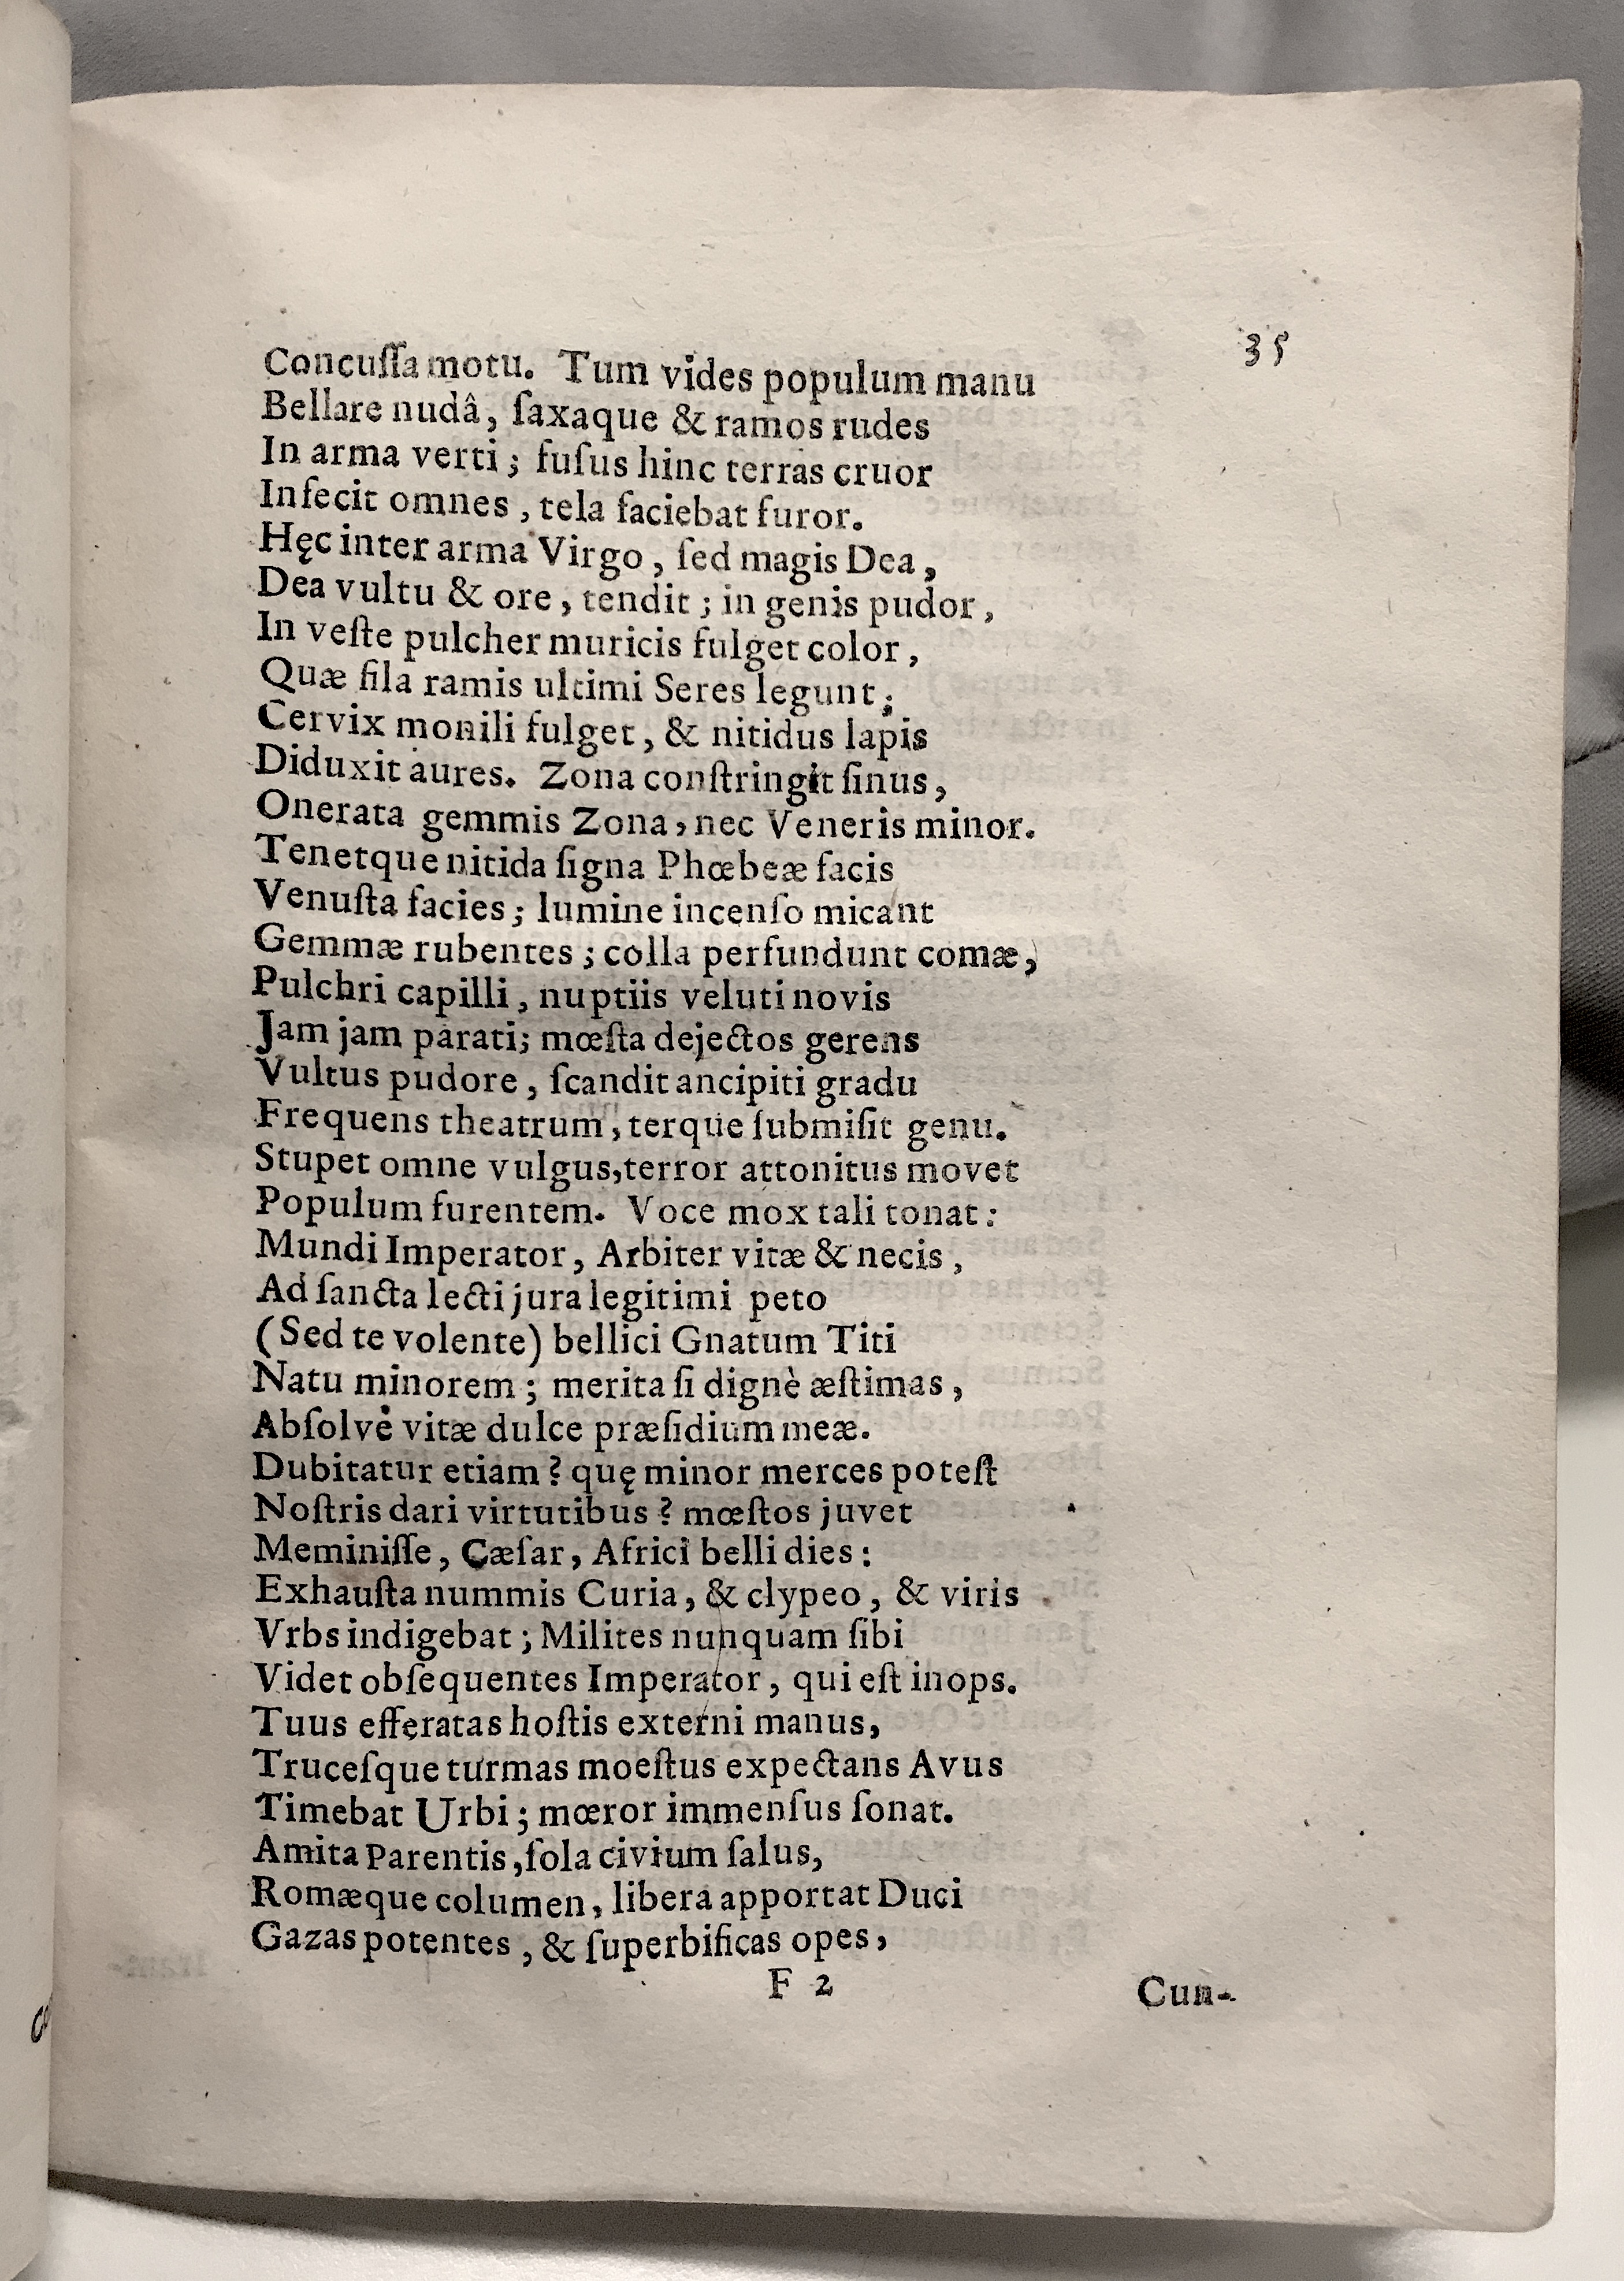 35
Concuſſa motu. Tum vides populum manu
Bellare nudâ, ſaxaque & ramos rudes
In arma verti; fuſus hinc terras cruor
Infecit omnes, tela faciebat furor.
Hęc inter arma Virgo, ſed magis Dea,
Dea vultu & ore, tendit; in genis pudor,
In veſte pulcher muricis fulget color,
Quæ fila ramis ultimi Seres legunt;
Cervix monili fulget, & nitidus lapis
Diduxit aures. Zona conſtringit ſinus,
Onerata gemmis Zona, nec Veneris minor.
Tenetque nitida ſigna Phœbeæ facis
Venuſta facies; lumine incenſo micant
Gemmæ rubentes; colla perfundunt comæ,
Pulchri capilli, nuptiis veluti novis
Jam jam parati; mœſta dejectos gerens
Vultus pudore, ſcandit ancipiti gradu
Frequens theatrum, terque ſubmiſit genu.
Stupet omne vulgus, terror attonitus movet
Populum furentem. Voce mox tali tonat:
Mundi Imperator, Arbiter vitæ & necis,
Ad ſancta lecti jura legitimi peto
(Sed te volente) bellici Gnatum Titi
Natu minorem; merita ſi dignè æſtimas,
Abſolve vitæ dulce præſidium meæ.
Dubitatur etiam? quę minor merces poteſt
Noſtris dari virtutibus? mœſtos juvet
Meminiſſe, Cæſar, Africi belli dies:
Exhauſta nummis Curia, & clypeo, & viris
Vrbs indigebat; Milites nunquam ſibi
Videt obſequentes Imperator, qui eſt inops.
Tuus efferatas hoſtis externi manus,
Truceſque turmas moeſtus expectans Avus
Timebat Urbi; mœror immenſus ſonat.
Amita Parentis, ſola civium ſalus,
Romæque columen, libera apportat Duci
Gazas potentes, & ſuperbificas opes,
F 2 Cun-